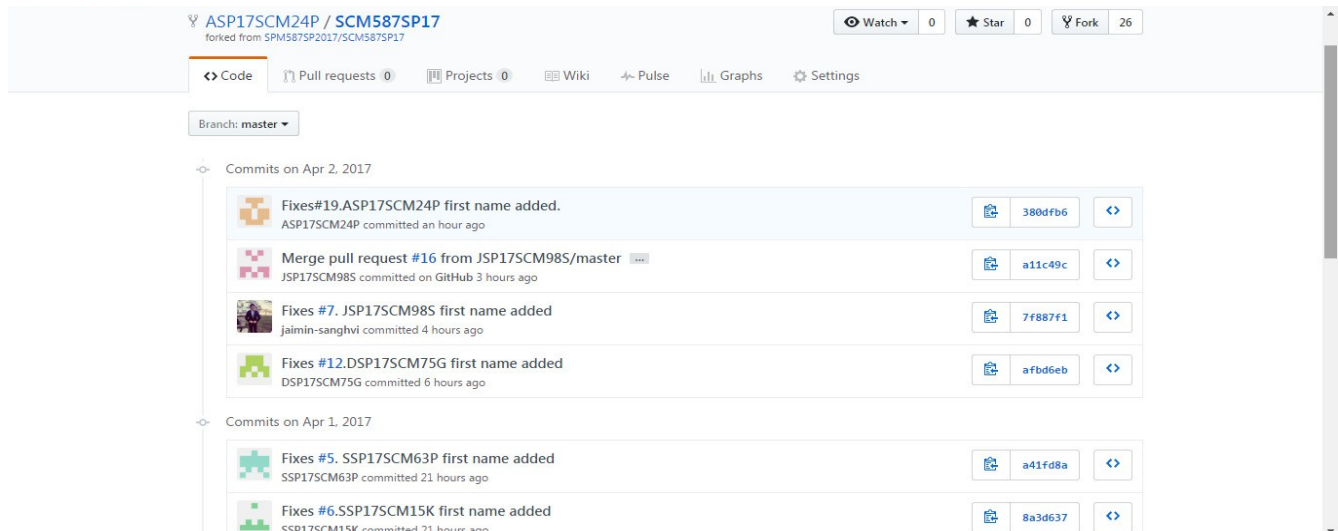 ASP17SCM24P / SCM587SP17
Watch 0 Star 0 Fork 26
forked from SPM587SP2017/SCM587SP17
Code Pull requests 0 Projects 0 Wiki Pulse Graphs Settings
Branch: master
Commits on Apr 2, 2017
Fixes#19.ASP17SCM24P first name added.
ASP17SCM24P committed an hour ago
380dfb6
Merge pull request #16 from JSP17SCM98S/master ...
JSP17SCM98S committed on GitHub 3 hours ago
a11c49c
Fixes #7. JSP17SCM98S first name added
jaimin-sanghvi committed 4 hours ago
7f887f1
Fixes #12.DSP17SCM75G first name added
DSP17SCM75G committed 6 hours ago
afbd6eb
Commits on Apr 1, 2017
Fixes #5. SSP17SCM63P first name added
SSP17SCM63P committed 21 hours ago
a41fd8a
Fixes #6.SSP17SCM15K first name added
SSP17SCM15K committed 21 hours ago
8a3d637